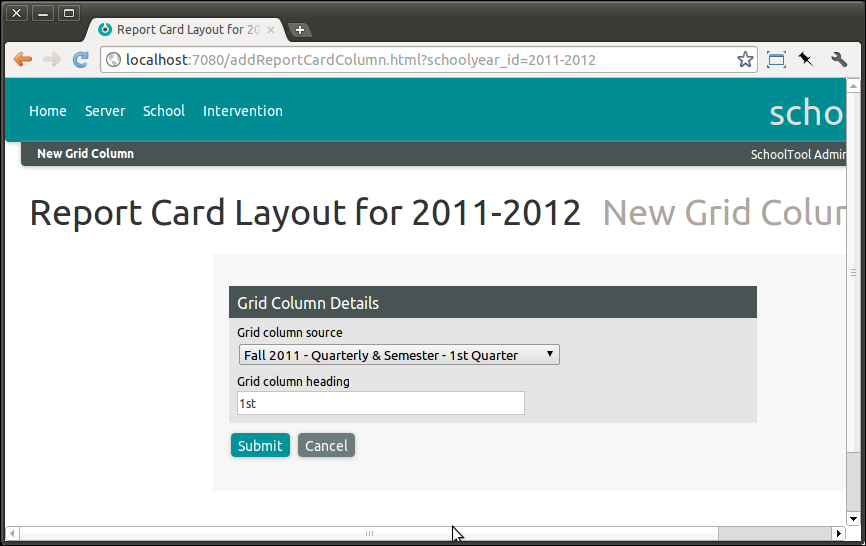 Report Card Layout for 20
localhost:7080/addReportCardColumn.html?schoolyear_id=2011-2012
Home Server School Intervention
scho
New Grid Column
SchoolTool Admin
Report Card Layout for 2011-2012 New Grid Colum
Grid Column Details
Grid column source
Fall 2011 - Quarterly & Semester - 1st Quarter
Grid column heading
1st
Submit Cancel